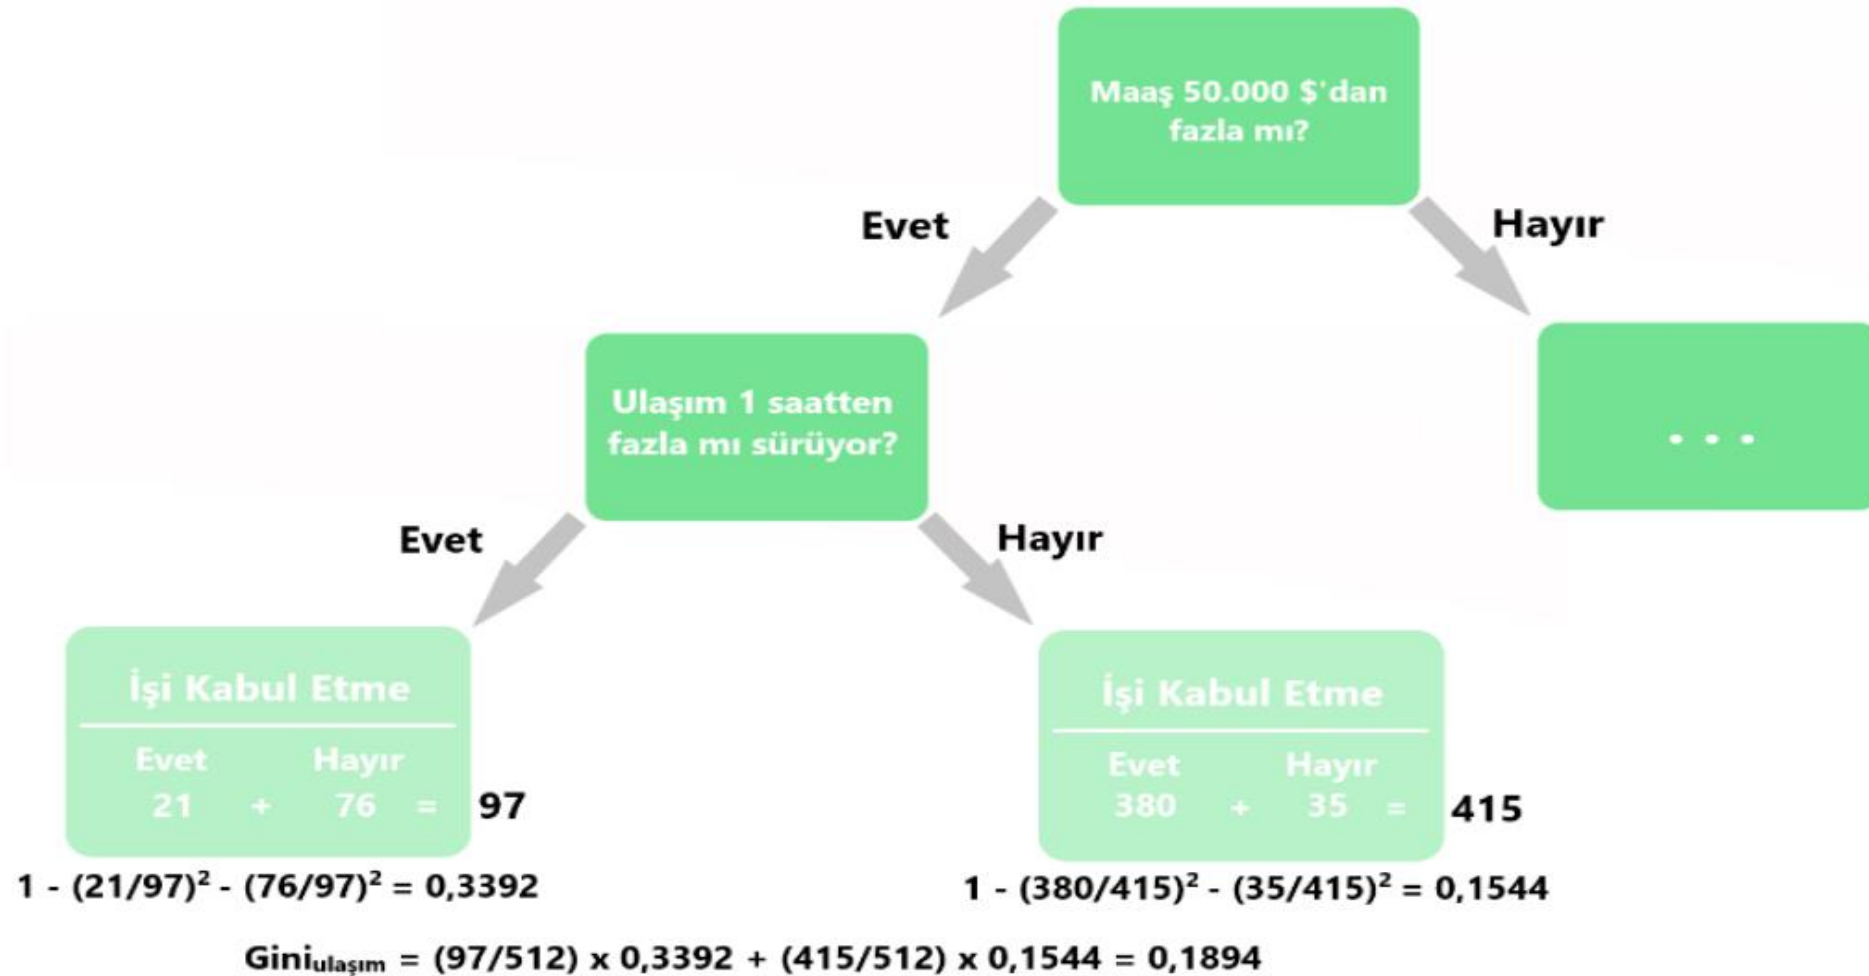 Maaş 50.000 $'dan
fazla mı?
Evet
Hayır
Ulaşım 1 saatten
fazla mı sürüyor?
. . .
Evet
Hayır
İşi Kabul Etme
Evet Hayır
21 + 76 = 97
1 - (21/97)² - (76/97)² = 0,3392
İşi Kabul Etme
Evet Hayır
380 + 35 = 415
1 - (380/415)² - (35/415)² = 0,1544
Giniulaşım = (97/512) x 0,3392 + (415/512) x 0,1544 = 0,1894